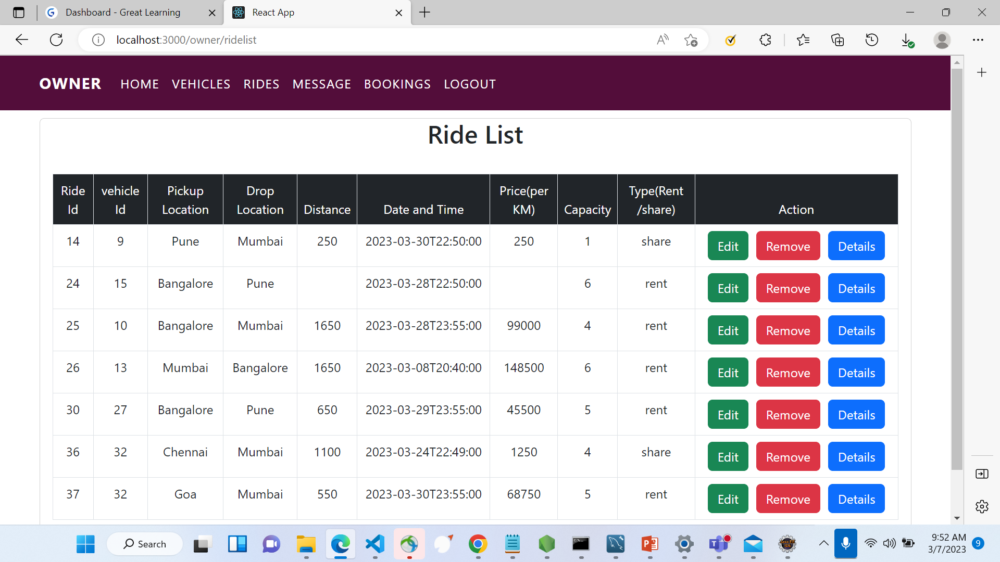 Dashboard - Great Learning
React App
localhost:3000/owner/ridelist
OWNER HOME VEHICLES RIDES MESSAGE BOOKINGS LOGOUT
Ride List
Ride Id vehicle Id Pickup Location Drop Location Distance Date and Time Price(per KM) Capacity Type(Rent /share) Action
14 9 Pune Mumbai 250 2023-03-30T22:50:00 250 1 share Edit Remove Details
24 15 Bangalore Pune 2023-03-28T22:50:00 6 rent Edit Remove Details
25 10 Bangalore Mumbai 1650 2023-03-28T23:55:00 99000 4 rent Edit Remove Details
26 13 Mumbai Bangalore 1650 2023-03-08T20:40:00 148500 6 rent Edit Remove Details
30 27 Bangalore Pune 650 2023-03-29T23:55:00 45500 5 rent Edit Remove Details
36 32 Chennai Mumbai 1100 2023-03-24T22:49:00 1250 4 share Edit Remove Details
37 32 Goa Mumbai 550 2023-03-30T23:55:00 68750 5 rent Edit Remove Details
Search
9:52 AM
3/7/2023
9